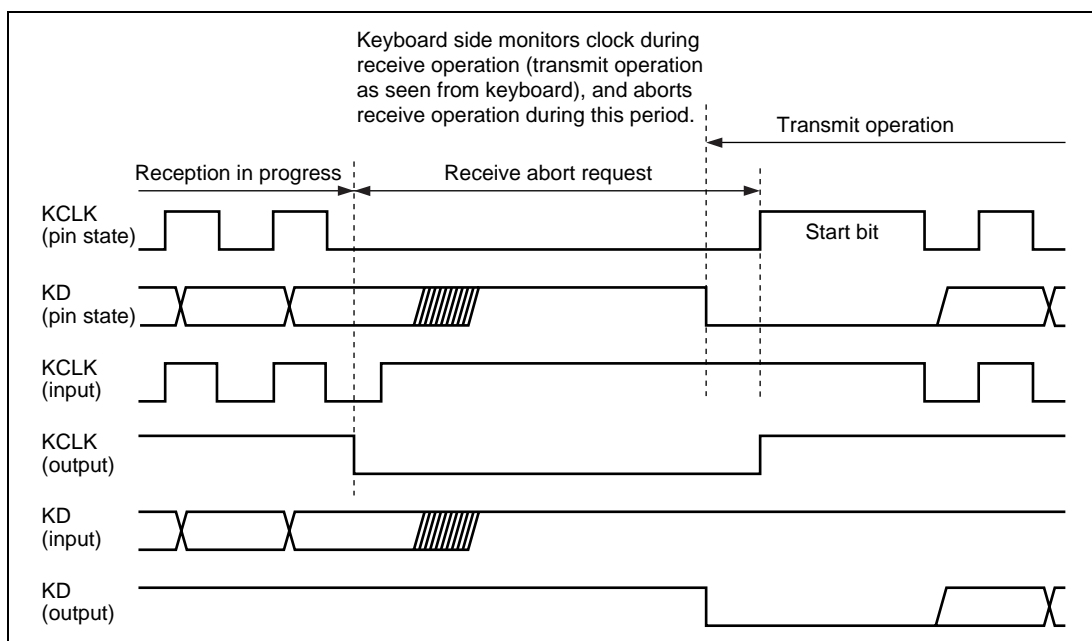 Keyboard side monitors clock during
receive operation (transmit operation
as seen from keyboard), and aborts
receive operation during this period.
Transmit operation
Reception in progress
Receive abort request
KCLK
(pin state)
Start bit
KD
(pin state)
KCLK
(input)
KCLK
(output)
KD
(input)
KD
(output)